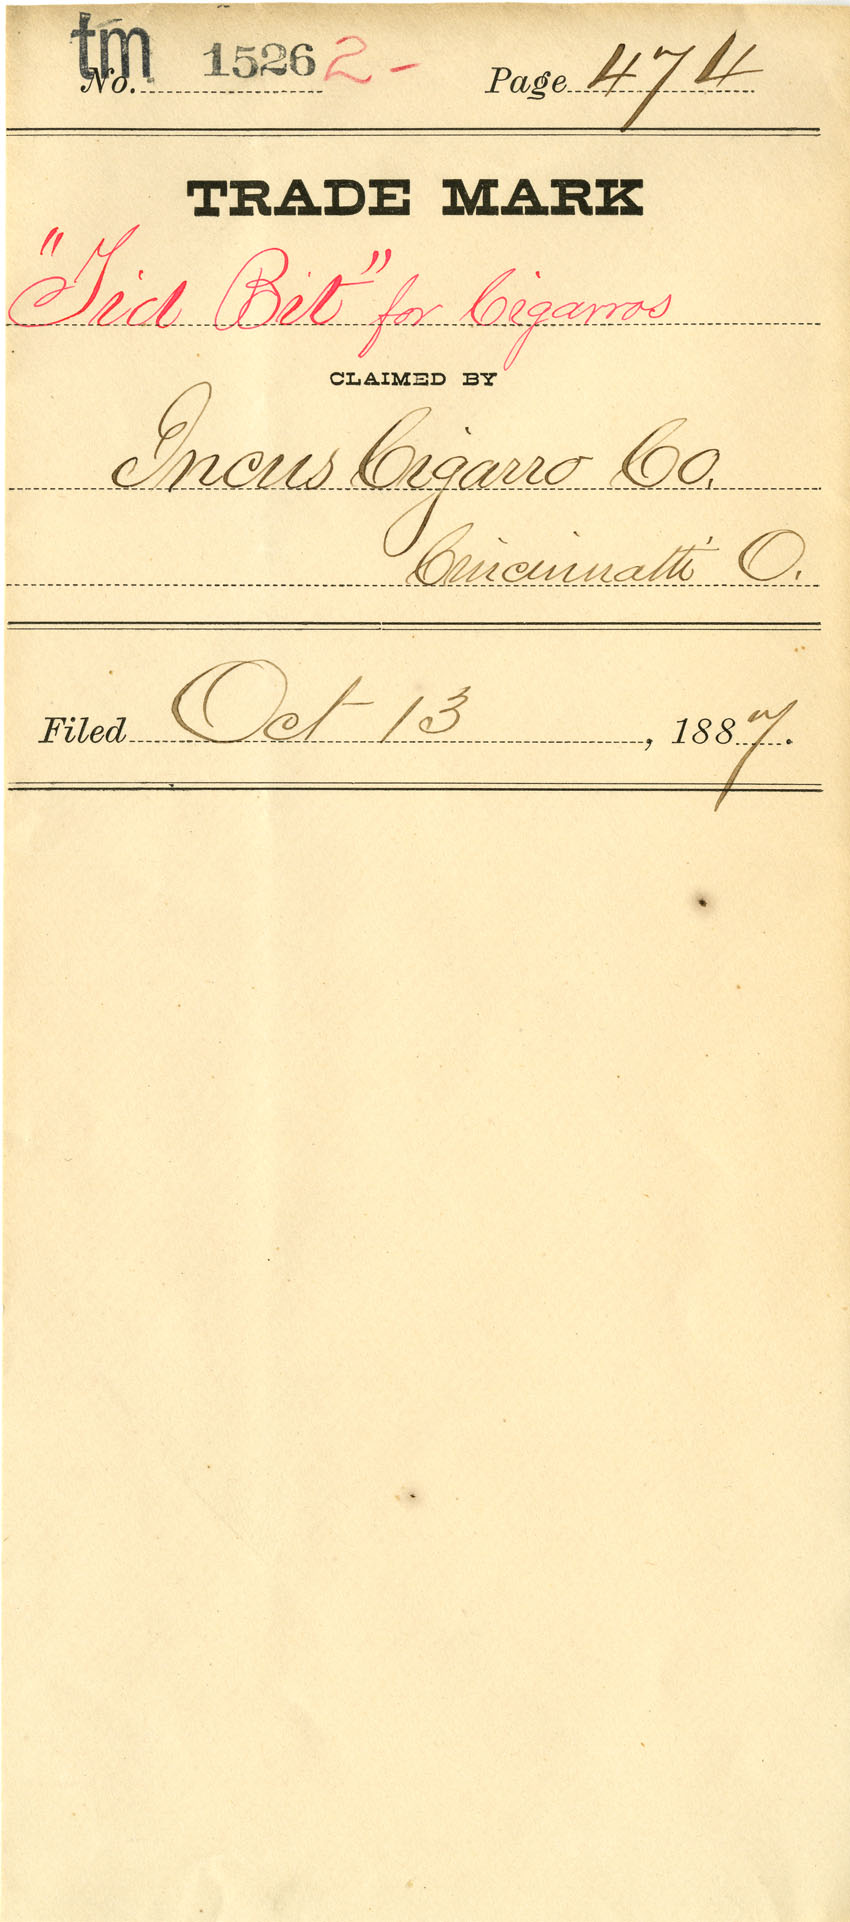 tm
No. 15262- Page 474
TRADE MARK
"Tid Bit" for Cigarros
CLAIMED BY
Incus Cigarro Co.
Cincinnatti O.
Filed Oct 13, 1887.